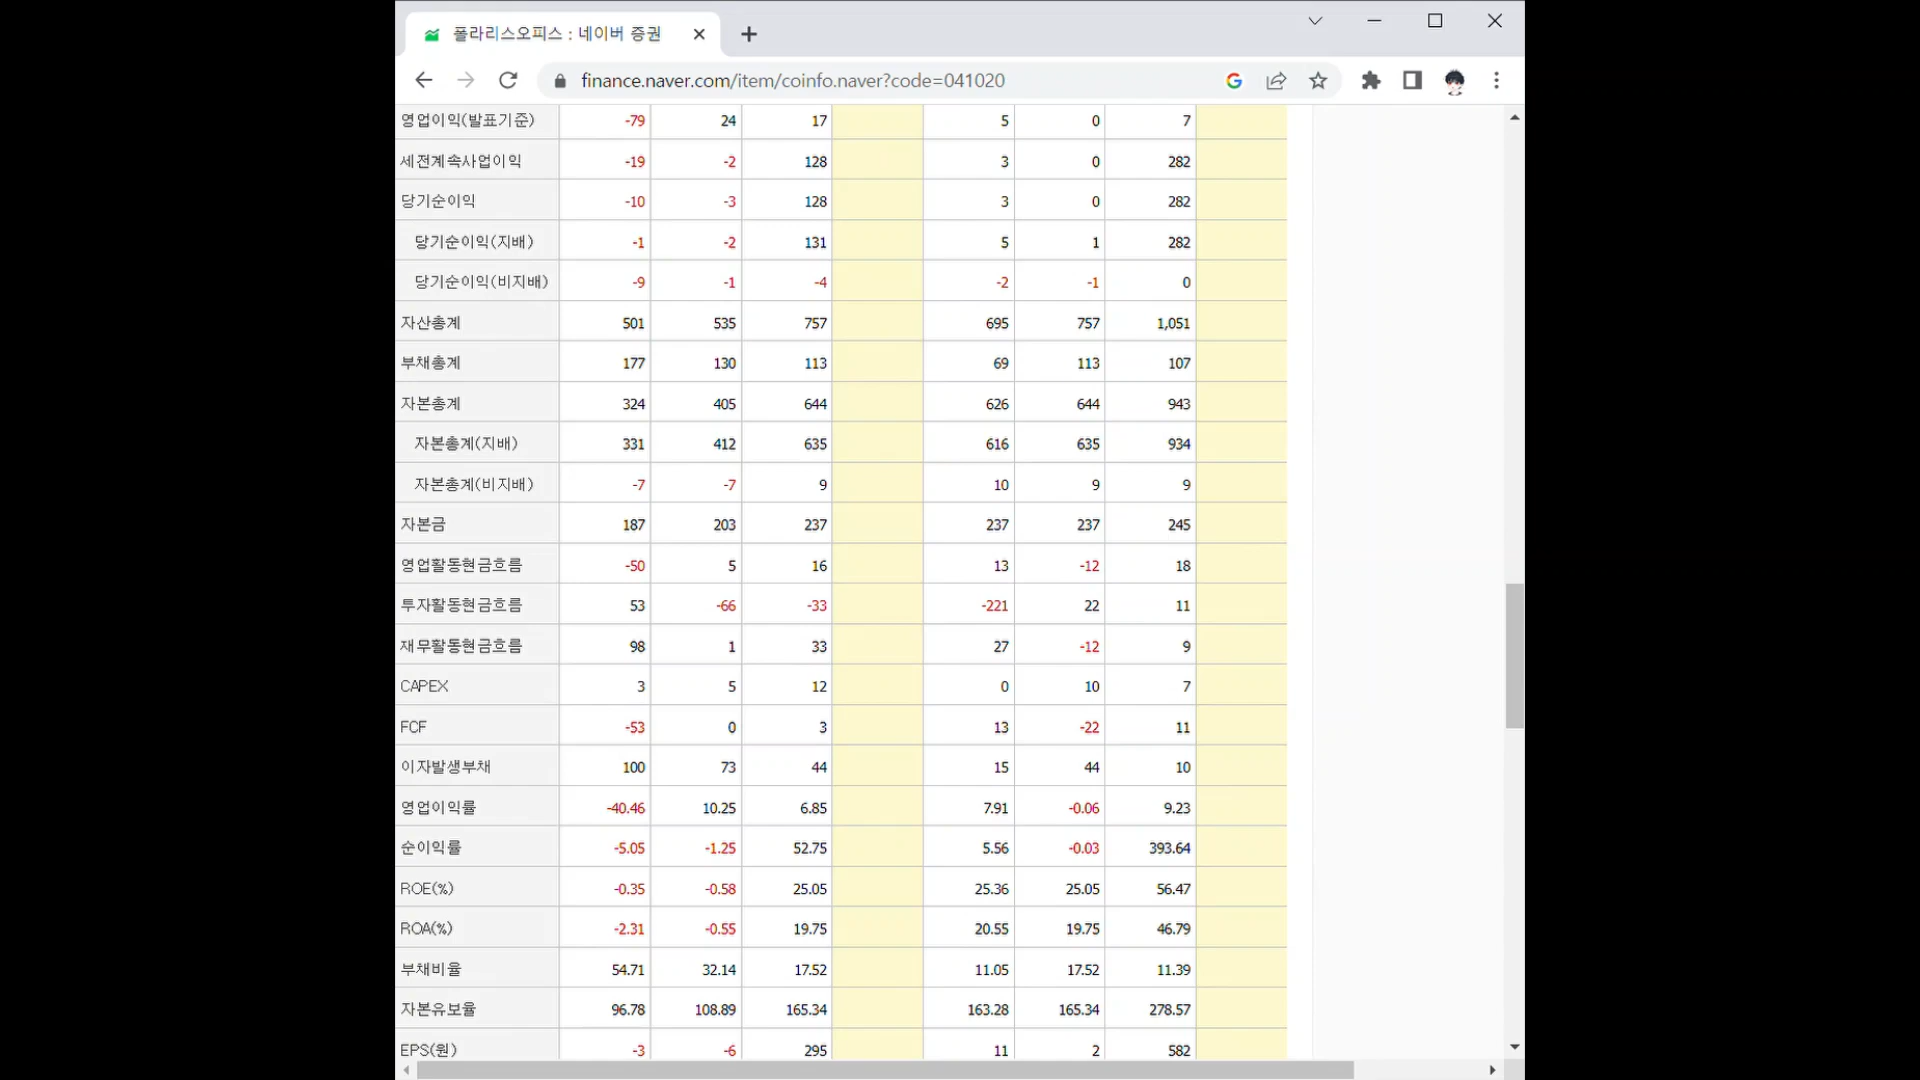 폴라리스오피스 : 네이버 증권
finance.naver.com/item/coinfo.naver?code=041020
영업이익(발표기준) -79 24 17 5 0 7
세전계속사업이익 -19 -2 128 3 0 282
당기순이익 -10 -3 128 3 0 282
당기순이익(지배) -1 -2 131 5 1 282
당기순이익(비지배) -9 -1 -4 -2 -1 0
자산총계 501 535 757 695 757 1,051
부채총계 177 130 113 69 113 107
자본총계 324 405 644 626 644 943
자본총계(지배) 331 412 635 616 635 934
자본총계(비지배) -7 -7 9 10 9 9
자본금 187 203 237 237 237 245
영업활동현금흐름 -50 5 16 13 -12 18
투자활동현금흐름 53 -66 -33 -221 22 11
재무활동현금흐름 98 1 33 27 -12 9
CAPEX 3 5 12 0 10 7
FCF -53 0 3 13 -22 11
이자발생부채 100 73 44 15 44 10
영업이익률 -40.46 10.25 6.85 7.91 -0.06 9.23
순이익률 -5.05 -1.25 52.75 5.56 -0.03 393.64
ROE(%) -0.35 -0.58 25.05 25.36 25.05 56.47
ROA(%) -2.31 -0.55 19.75 20.55 19.75 46.79
부채비율 54.71 32.14 17.52 11.05 17.52 11.39
자본유보율 96.78 108.89 165.34 163.28 165.34 278.57
EPS(원) -3 -6 295 11 2 582